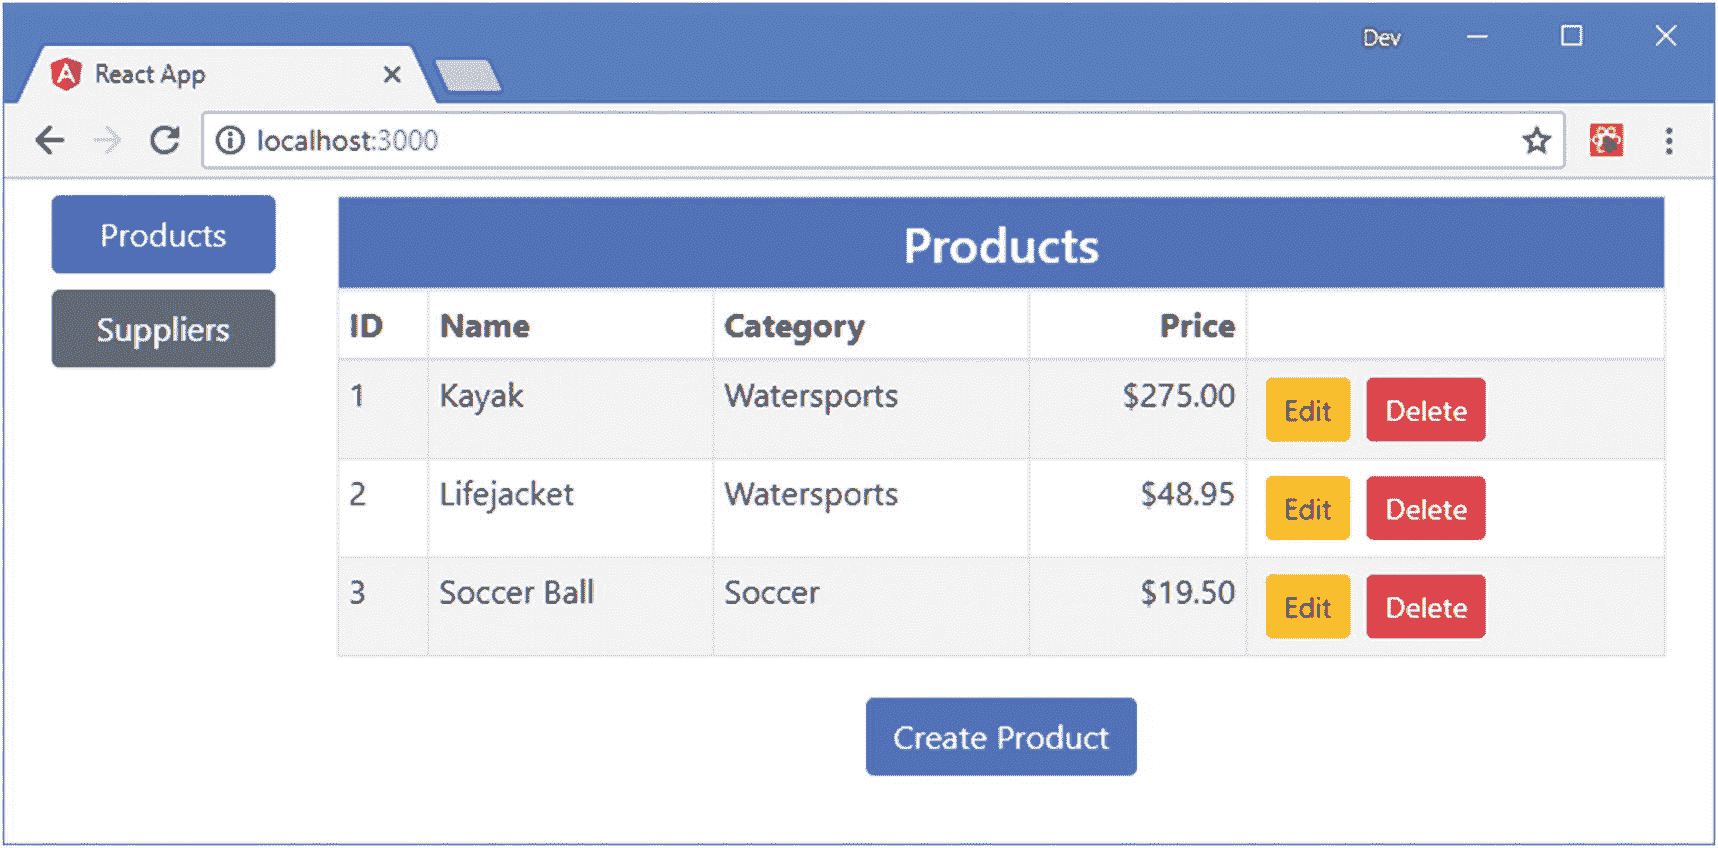 Dev
React App
localhost:3000
Products
Suppliers
Products
ID Name Category Price
1 Kayak Watersports $275.00 Edit Delete
2 Lifejacket Watersports $48.95 Edit Delete
3 Soccer Ball Soccer $19.50 Edit Delete
Create Product